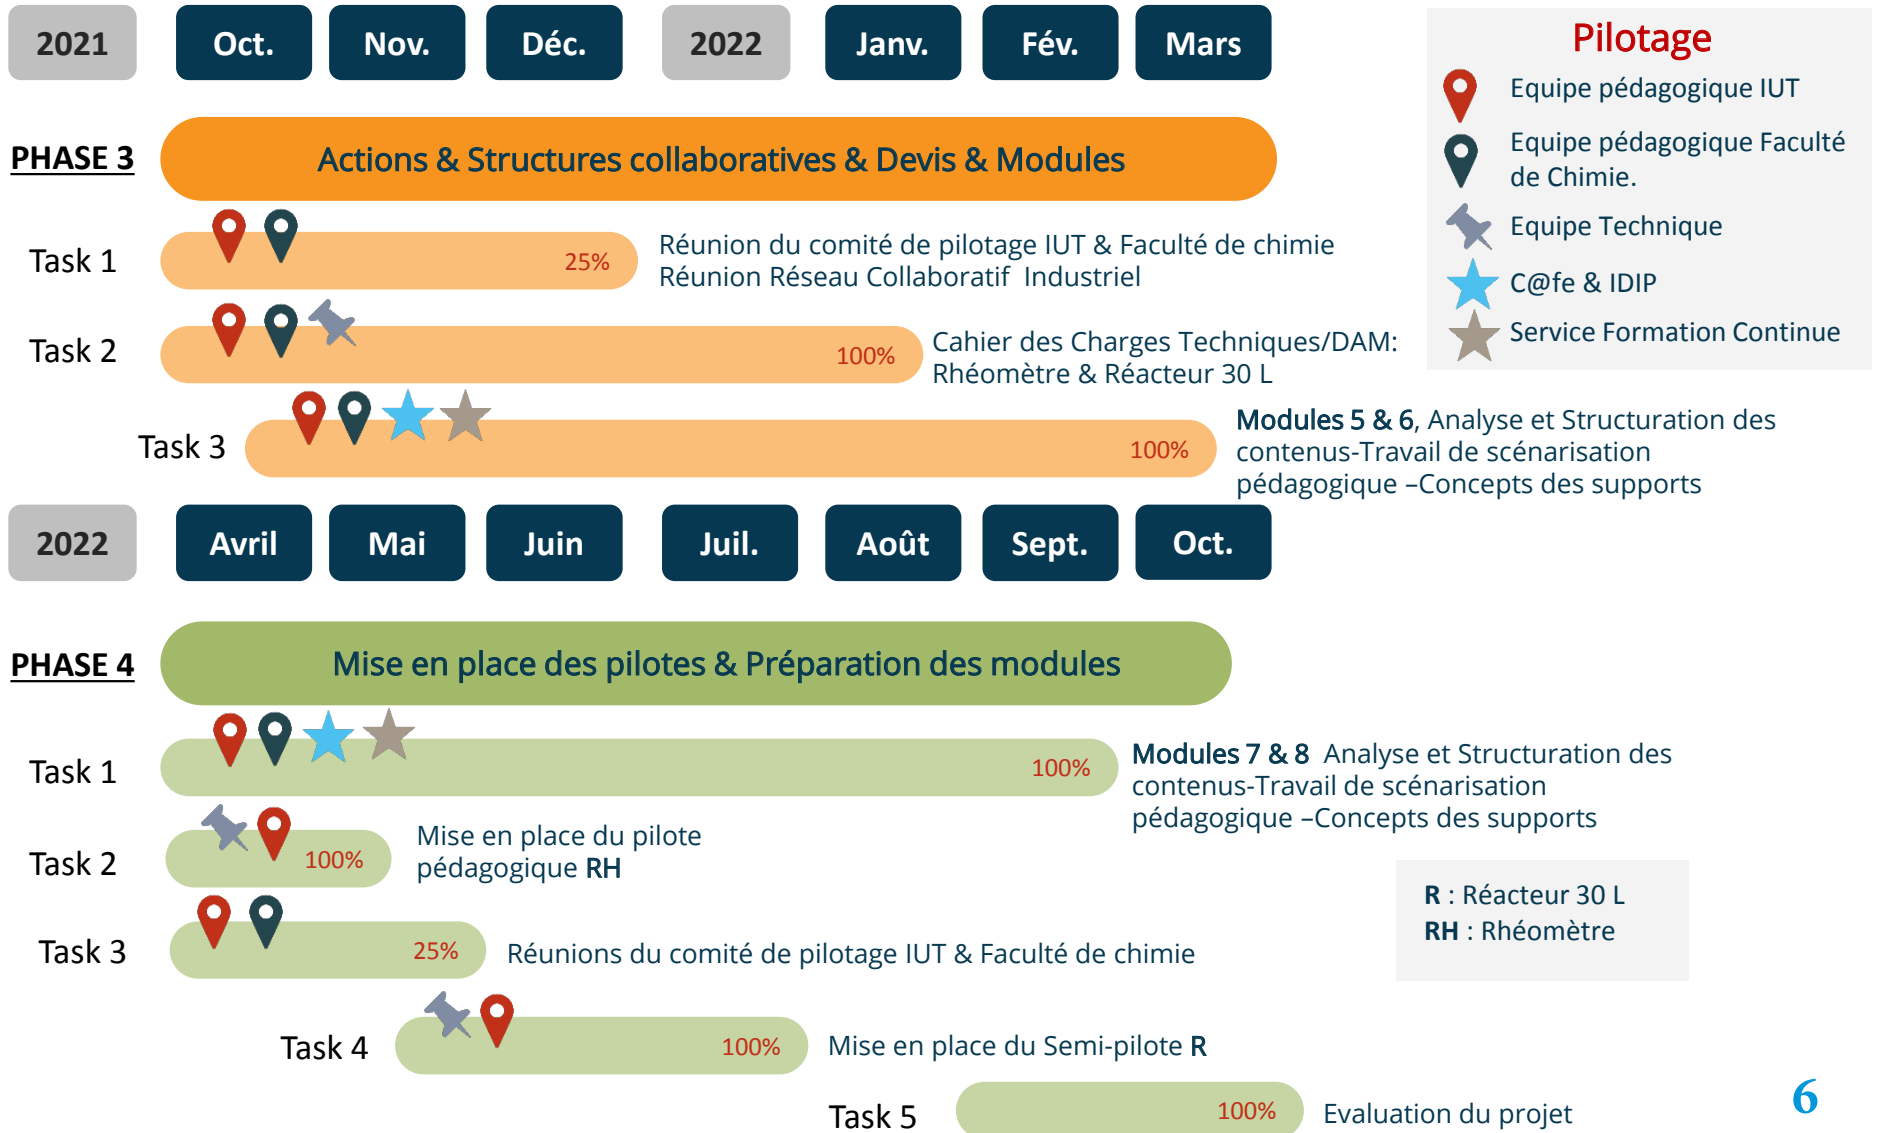 2021 Oct. Nov. Déc. 2022 Janv. Fév. Mars
Pilotage
Equipe pédagogique IUT
Equipe pédagogique Faculté
de Chimie.
Equipe Technique
C@fe & IDIP
Service Formation Continue
PHASE 3 Actions & Structures collaboratives & Devis & Modules
Task 1 25% Réunion du comité de pilotage IUT & Faculté de chimie
Réunion Réseau Collaboratif Industriel
Task 2 100% Cahier des Charges Techniques/DAM:
Rhéomètre & Réacteur 30 L
Task 3 100% Modules 5 & 6, Analyse et Structuration des
contenus-Travail de scénarisation
pédagogique –Concepts des supports
2022 Avril Mai Juin Juil. Août Sept. Oct.
PHASE 4 Mise en place des pilotes & Préparation des modules
Task 1 100% Modules 7 & 8 Analyse et Structuration des
contenus-Travail de scénarisation
pédagogique –Concepts des supports
Task 2 100% Mise en place du pilote
pédagogique RH
R : Réacteur 30 L
RH : Rhéomètre
Task 3 25% Réunions du comité de pilotage IUT & Faculté de chimie
Task 4 100% Mise en place du Semi-pilote R
Task 5 100% Evaluation du projet
6